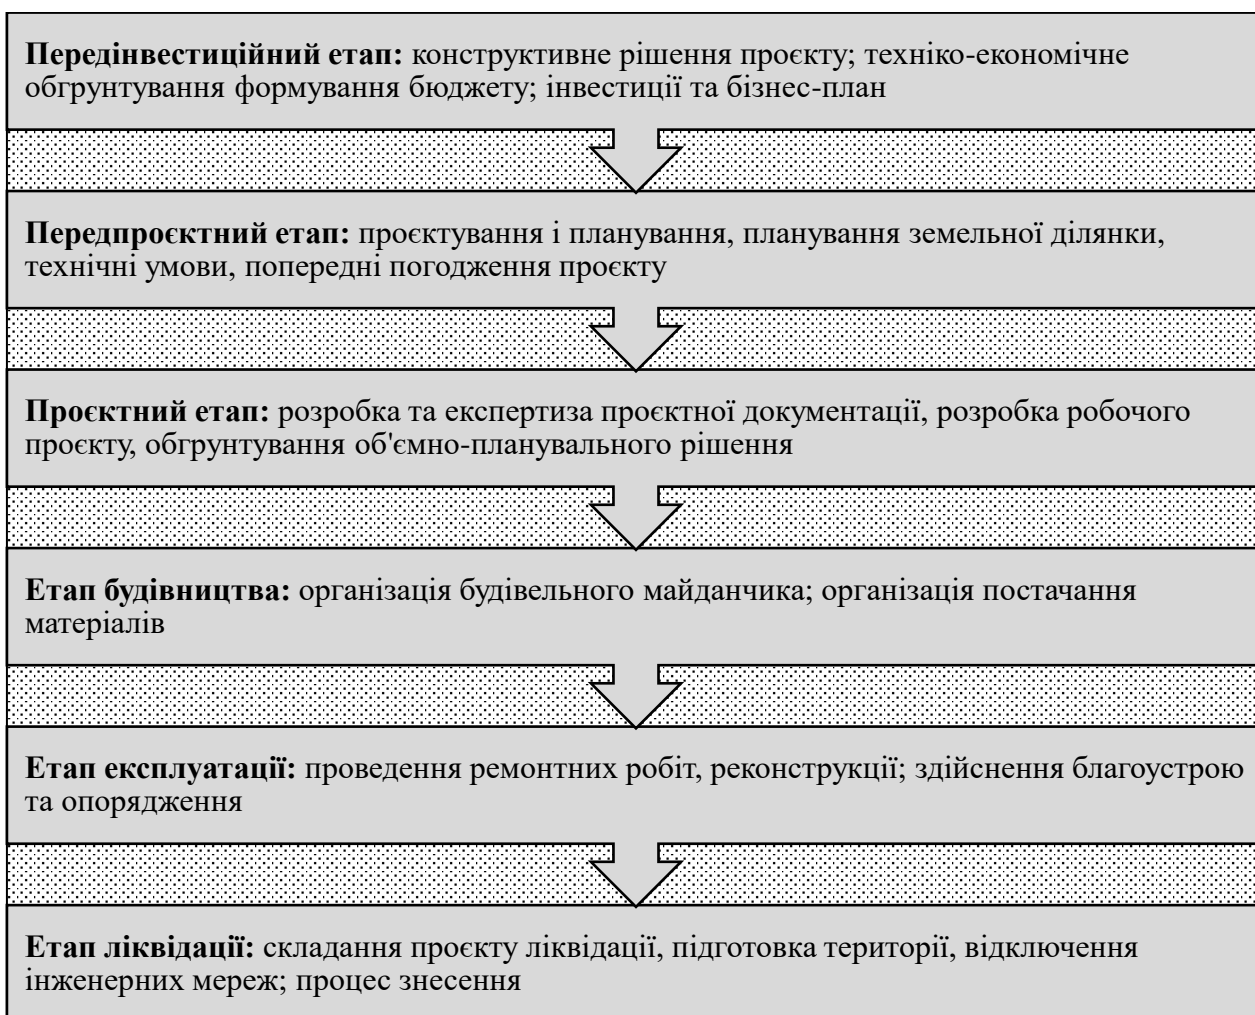 Передінвестиційний етап: конструктивне рішення проєкту; техніко-економічне
обгрунтування формування бюджету; інвестиції та бізнес-план
Передпроєктний етап: проєктування і планування, планування земельної ділянки,
технічні умови, попередні погодження проєкту
Проєктний етап: розробка та експертиза проєктної документації, розробка робочого
проєкту, обгрунтування об'ємно-планувального рішення
Етап будівництва: організація будівельного майданчика; організація постачання
матеріалів
Етап експлуатації: проведення ремонтних робіт, реконструкції; здійснення благоустрою
та опорядження
Етап ліквідації: складання проєкту ліквідації, підготовка території, відключення
інженерних мереж; процес знесення